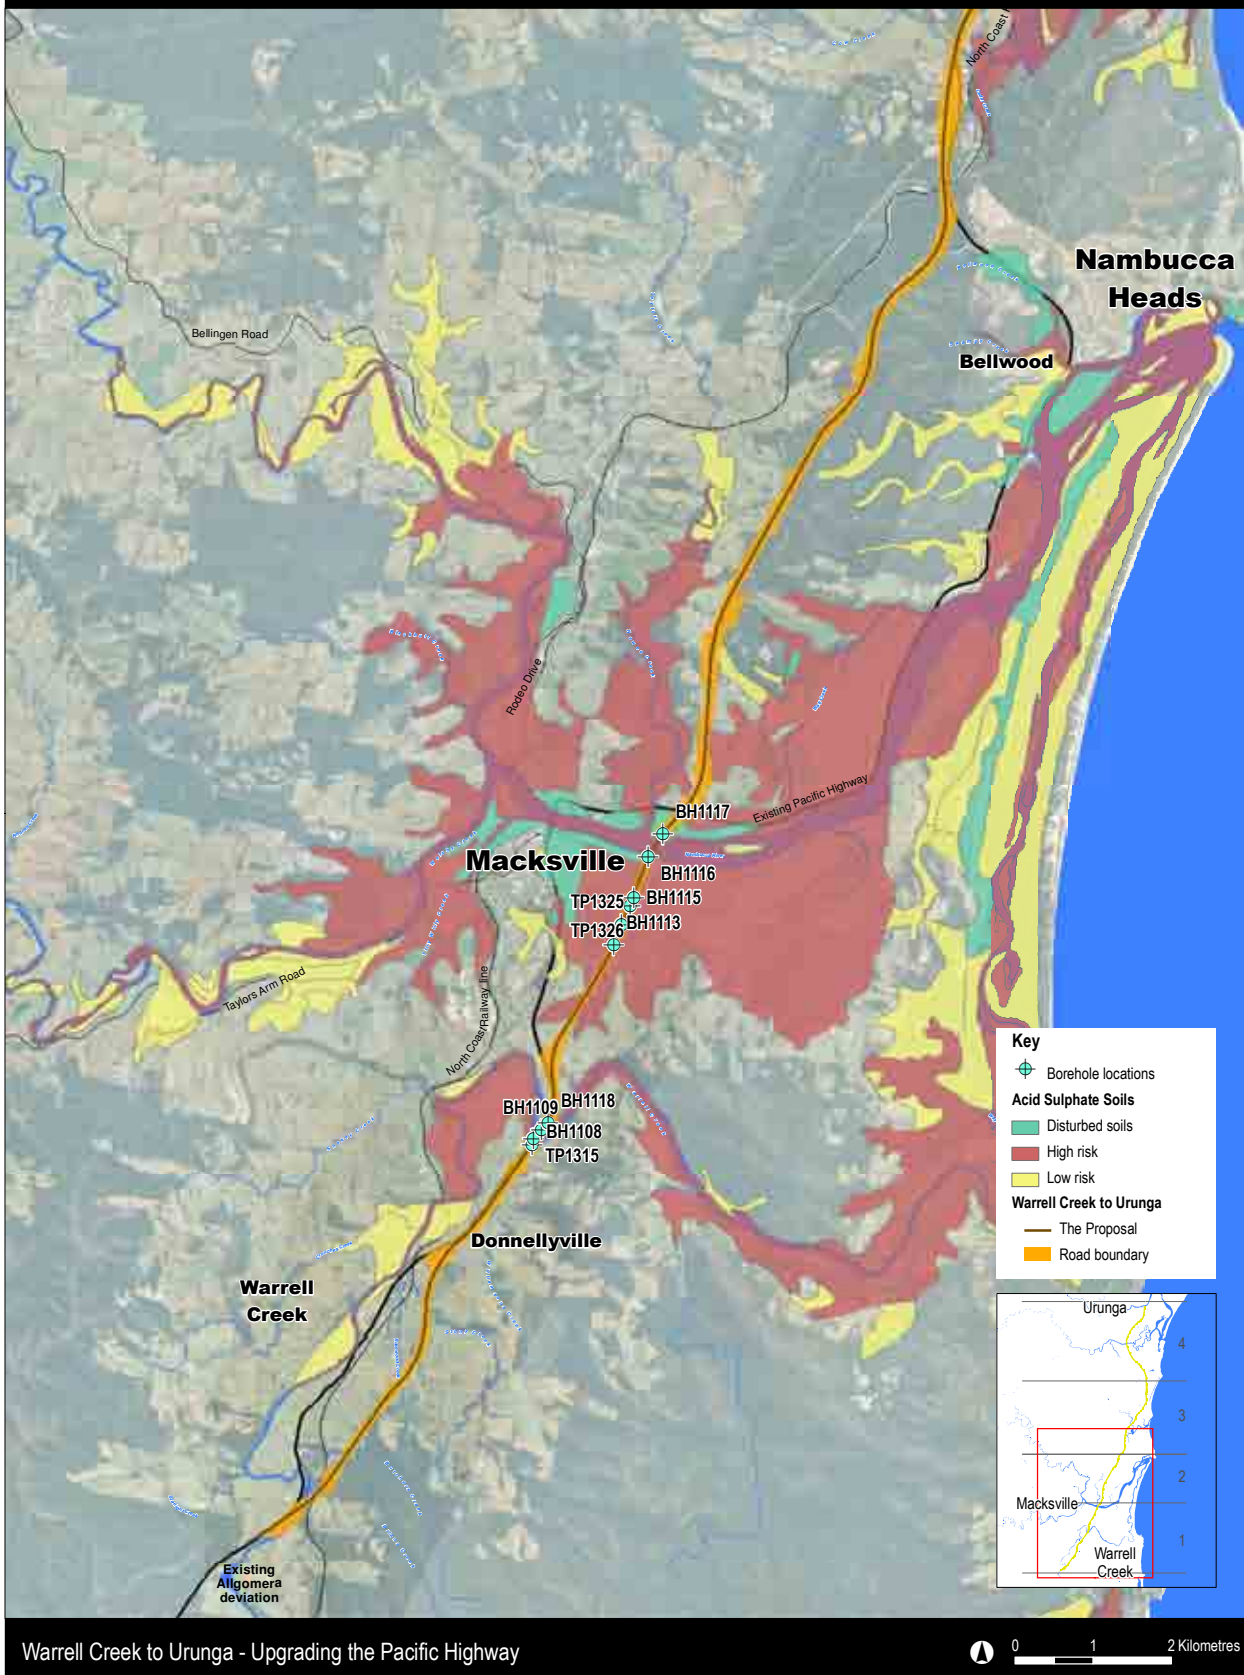 North Coast
Nambucca
Heads
Bellingen Road
Bellwood
Rodeo Drive
Existing Pacific Highway
BH1117
Macksville
BH1116
TP1325
BH1115
BH1113
TP1326
Taylors Arm Road
North Coast Railway line
BH1118
BH1109
BH1108
TP1315
Donnellyville
Warrell
Creek
Existing
Allgomera
deviation
Key
Borehole locations
Acid Sulphate Soils
Disturbed soils
High risk
Low risk
Warrell Creek to Urunga
The Proposal
Road boundary
Urunga
4
3
2
Macksville
1
Warrell
Creek
Warrell Creek to Urunga - Upgrading the Pacific Highway
0 1 2 Kilometres